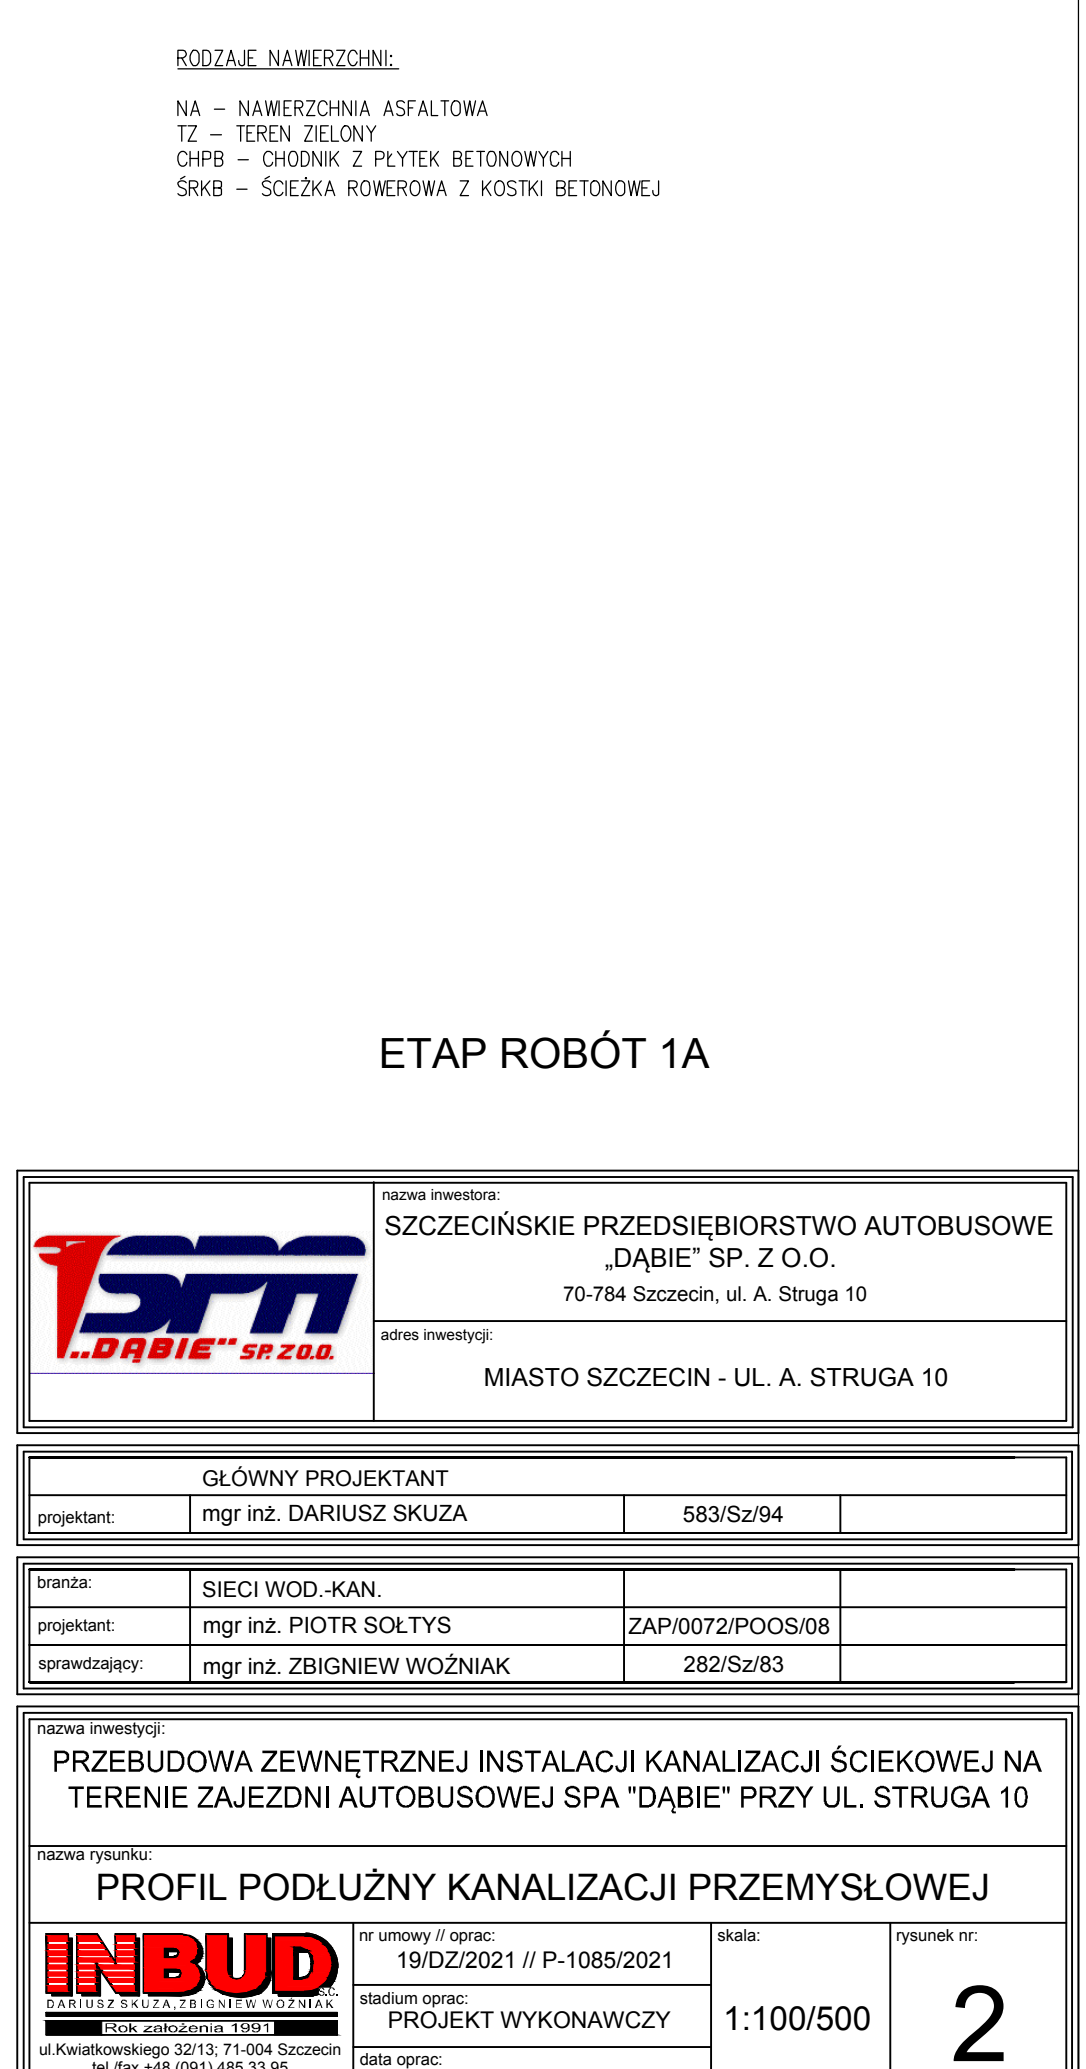 RODZAJE NAWIERZCHNI:
NA – NAWIERZCHNIA ASFALTOWA
TZ – TEREN ZIELONY
CHPB – CHODNIK Z PŁYTEK BETONOWYCH
ŚRKB – ŚCIEŻKA ROWEROWA Z KOSTKI BETONOWEJ
ETAP ROBÓT 1A
SPA
„DĄBIE" SP. Z O.O.
nazwa inwestora:
SZCZECIŃSKIE PRZEDSIĘBIORSTWO AUTOBUSOWE
„DĄBIE” SP. Z O.O.
70-784 Szczecin, ul. A. Struga 10
adres inwestycji:
MIASTO SZCZECIN - UL. A. STRUGA 10
GŁÓWNY PROJEKTANT
projektant: mgr inż. DARIUSZ SKUZA 583/Sz/94
branża: SIECI WOD.-KAN.
projektant: mgr inż. PIOTR SOŁTYS ZAP/0072/POOS/08
sprawdzający: mgr inż. ZBIGNIEW WOŹNIAK 282/Sz/83
nazwa inwestycji:
PRZEBUDOWA ZEWNĘTRZNEJ INSTALACJI KANALIZACJI ŚCIEKOWEJ NA
TERENIE ZAJEZDNI AUTOBUSOWEJ SPA "DĄBIE" PRZY UL. STRUGA 10
nazwa rysunku:
PROFIL PODŁUŻNY KANALIZACJI PRZEMYSŁOWEJ
INBUD
S.C.
DARIUSZ SKUZA, ZBIGNIEW WOŹNIAK
Rok założenia 1991
ul.Kwiatkowskiego 32/13; 71-004 Szczecin
tel./fax +48 (091) 485 33 95
nr umowy // oprac:
19/DZ/2021 // P-1085/2021
stadium oprac:
PROJEKT WYKONAWCZY
data oprac:
skala:
1:100/500
rysunek nr:
2